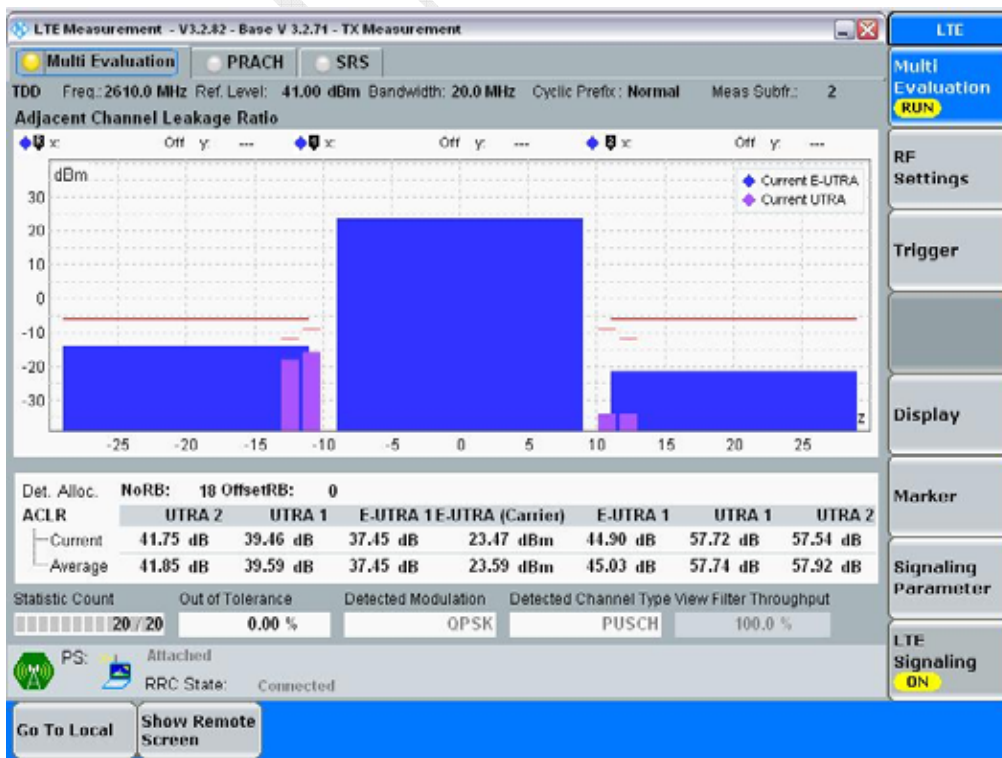 LTE Measurement - V3.2.82 - Base V 3.2.71 - TX Measurement
LTE
Multi Evaluation PRACH SRS
Multi Evaluation RUN
TDD Freq.: 2610.0 MHz Ref. Level: 41.00 dBm Bandwidth: 20.0 MHz Cyclic Prefix: Normal Meas Subfr.: 2
Adjacent Channel Leakage Ratio
x: Off y: --- x: Off y: --- x: Off y: ---
RF Settings
dBm
Current E-UTRA
Current UTRA
30
20
10
0
-10
-20
-30
Trigger
z
-25 -20 -15 -10 -5 0 5 10 15 20 25
Display
Det. Alloc. NoRB: 18 OffsetRB: 0
ACLR UTRA 2 UTRA 1 E-UTRA 1 E-UTRA (Carrier) E-UTRA 1 UTRA 1 UTRA 2
Current 41.75 dB 39.46 dB 37.45 dB 23.47 dBm 44.90 dB 57.72 dB 57.54 dB
Average 41.85 dB 39.59 dB 37.45 dB 23.59 dBm 45.03 dB 57.74 dB 57.92 dB
Marker
Signaling Parameter
Statistic Count Out of Tolerance Detected Modulation Detected Channel Type View Filter Throughput
20 / 20 0.00 % QPSK PUSCH 100.0 %
PS: Attached
RRC State: Connected
LTE Signaling ON
Go To Local
Show Remote Screen